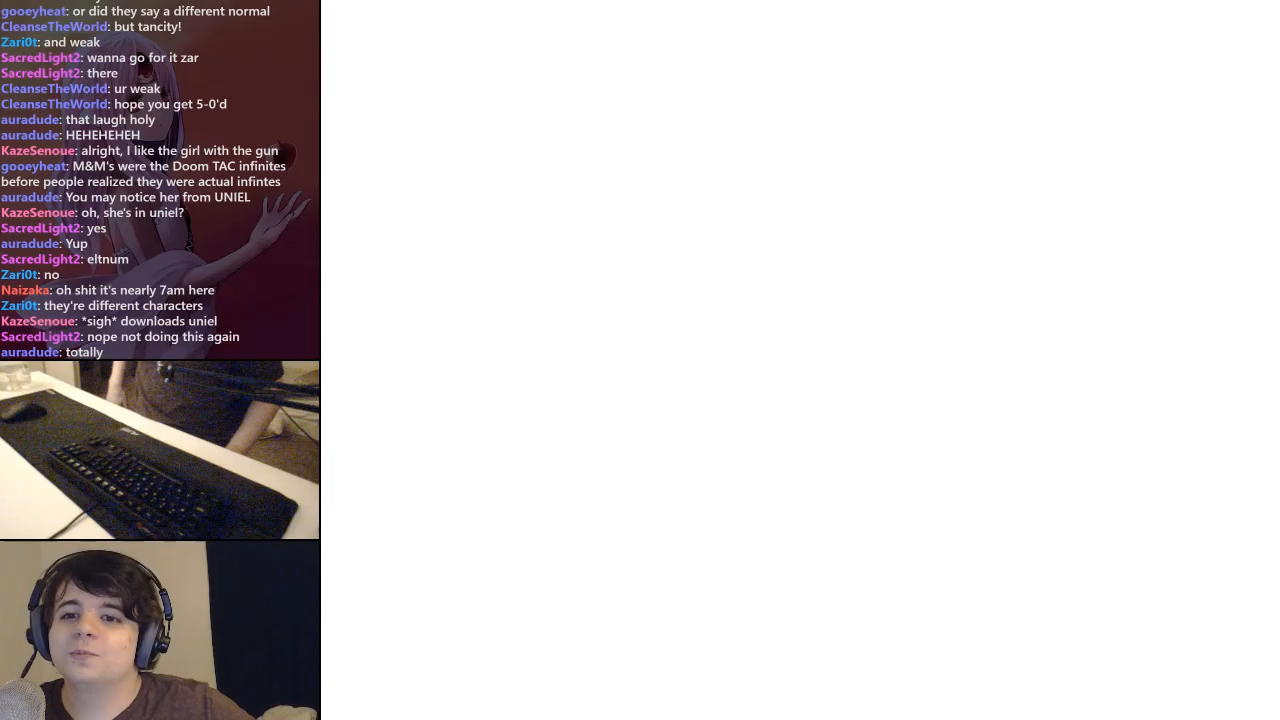 gooeyheat: or did they say a different normal
CleanseTheWorld: but tancity!
Zari0t: and weak
SacredLight2: wanna go for it zar
SacredLight2: there
CleanseTheWorld: ur weak
CleanseTheWorld: hope you get 5-0'd
auradude: that laugh holy
auradude: HEHEHEHEH
KazeSenoue: alright, I like the girl with the gun
gooeyheat: M&M's were the Doom TAC infinites
before people realized they were actual infintes
auradude: You may notice her from UNIEL
KazeSenoue: oh, she's in uniel?
SacredLight2: yes
auradude: Yup
SacredLight2: eltnum
Zari0t: no
Naizaka: oh shit it's nearly 7am here
Zari0t: they're different characters
KazeSenoue: *sigh* downloads uniel
SacredLight2: nope not doing this again
auradude: totally